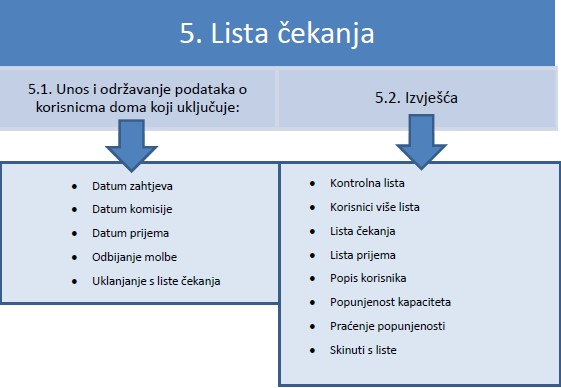 5. Lista čekanja
5.1. Unos i održavanje podataka o
korisnicma doma koji uključuje:
5.2. Izvješća
• Datum zahtjeva
• Datum komisije
• Datum prijema
• Odbijanje molbe
• Uklanjanje s liste čekanja
• Kontrolna lista
• Korisnici više lista
• Lista čekanja
• Lista prijema
• Popis korisnika
• Popunjenost kapaciteta
• Praćenje popunjenosti
• Skinuti s liste